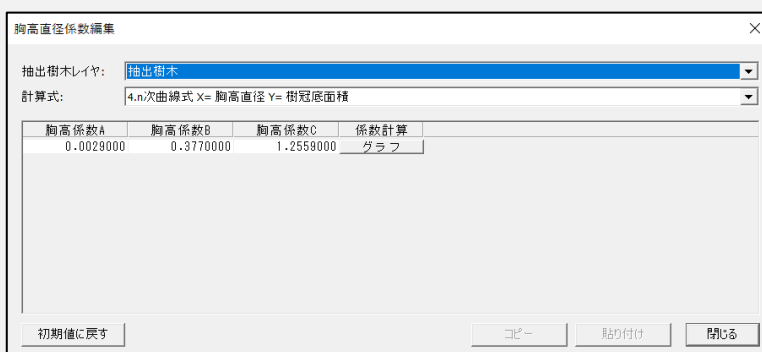 胸高直径係数編集
抽出樹木レイヤ: 抽出樹木
計算式: 4.n次曲線式 X= 胸高直径 Y= 樹冠底面積
胸高係数A 胸高係数B 胸高係数C 係数計算
0.0029000 0.3770000 1.2559000 グラフ
初期値に戻す コピー 貼り付け 閉じる